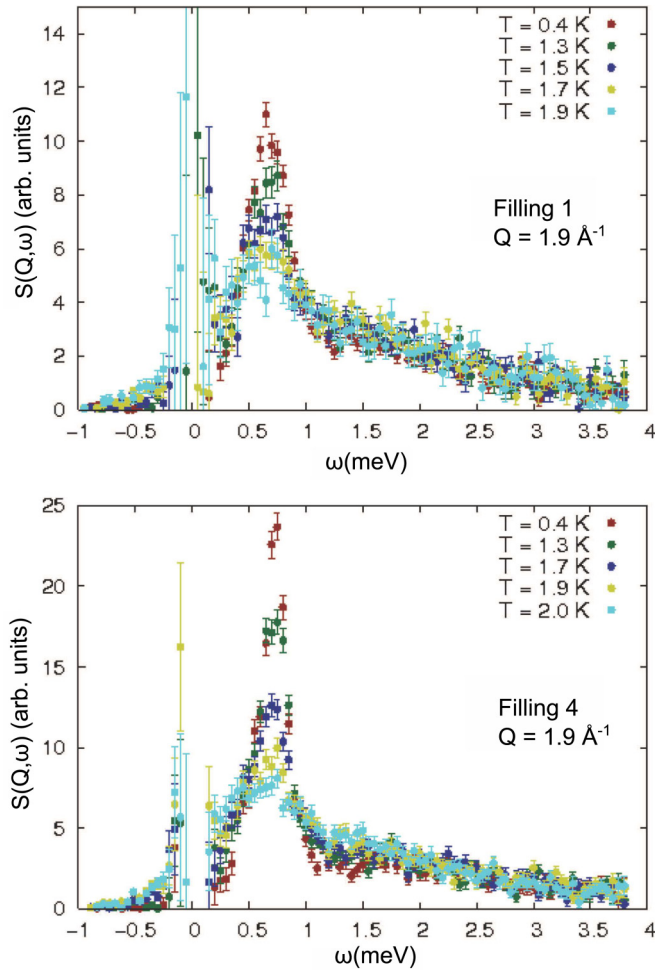 14
12
10
8
6
4
2
0
S(Q,ω) (arb. units)
T = 0.4 K
T = 1.3 K
T = 1.5 K
T = 1.7 K
T = 1.9 K
Filling 1
Q = 1.9 Å⁻¹
−1 −0.5 0 0.5 1 1.5 2 2.5 3 3.5 4
ω(meV)
25
20
15
10
5
0
S(Q,ω) (arb. units)
T = 0.4 K
T = 1.3 K
T = 1.7 K
T = 1.9 K
T = 2.0 K
Filling 4
Q = 1.9 Å⁻¹
−1 −0.5 0 0.5 1 1.5 2 2.5 3 3.5 4
ω(meV)